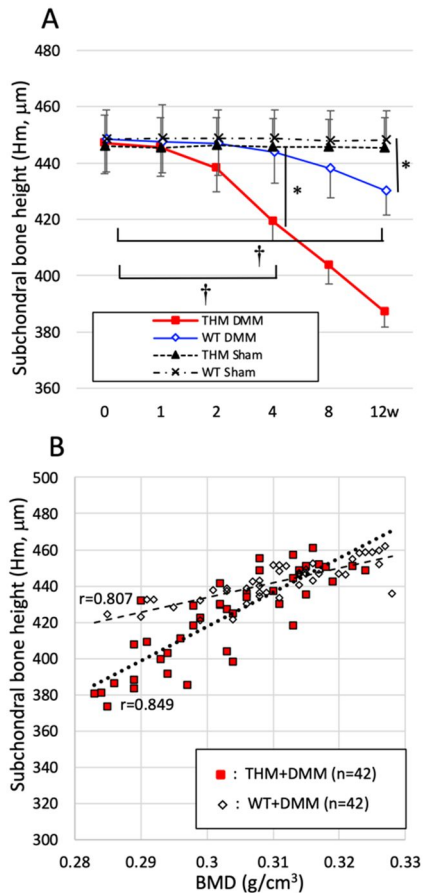 A
Subchondral bone height (Hm, μm)
480
460
440
420
400
380
360
*
*
†
†
THM DMM
WT DMM
THM Sham
WT Sham
0 1 2 4 8 12w
B
Subchondral bone height (Hm, μm)
500
480
460
440
420
400
380
360
340
320
300
r=0.807
r=0.849
: THM+DMM (n=42)
: WT+DMM (n=42)
0.28 0.29 0.3 0.31 0.32 0.33
BMD (g/cm³)